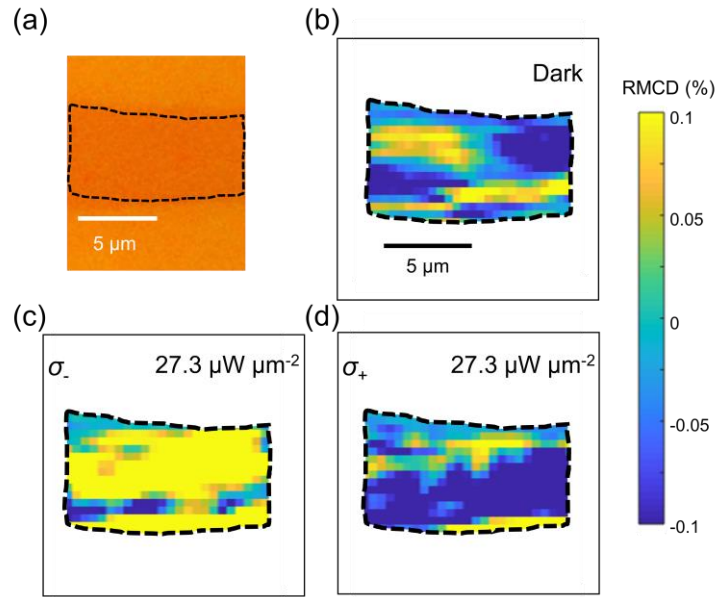 (a)
5 μm
(b)
Dark
5 μm
RMCD (%)
0.1
0.05
0
-0.05
-0.1
(c)
σ- 27.3 μW μm-2
(d)
σ+ 27.3 μW μm-2